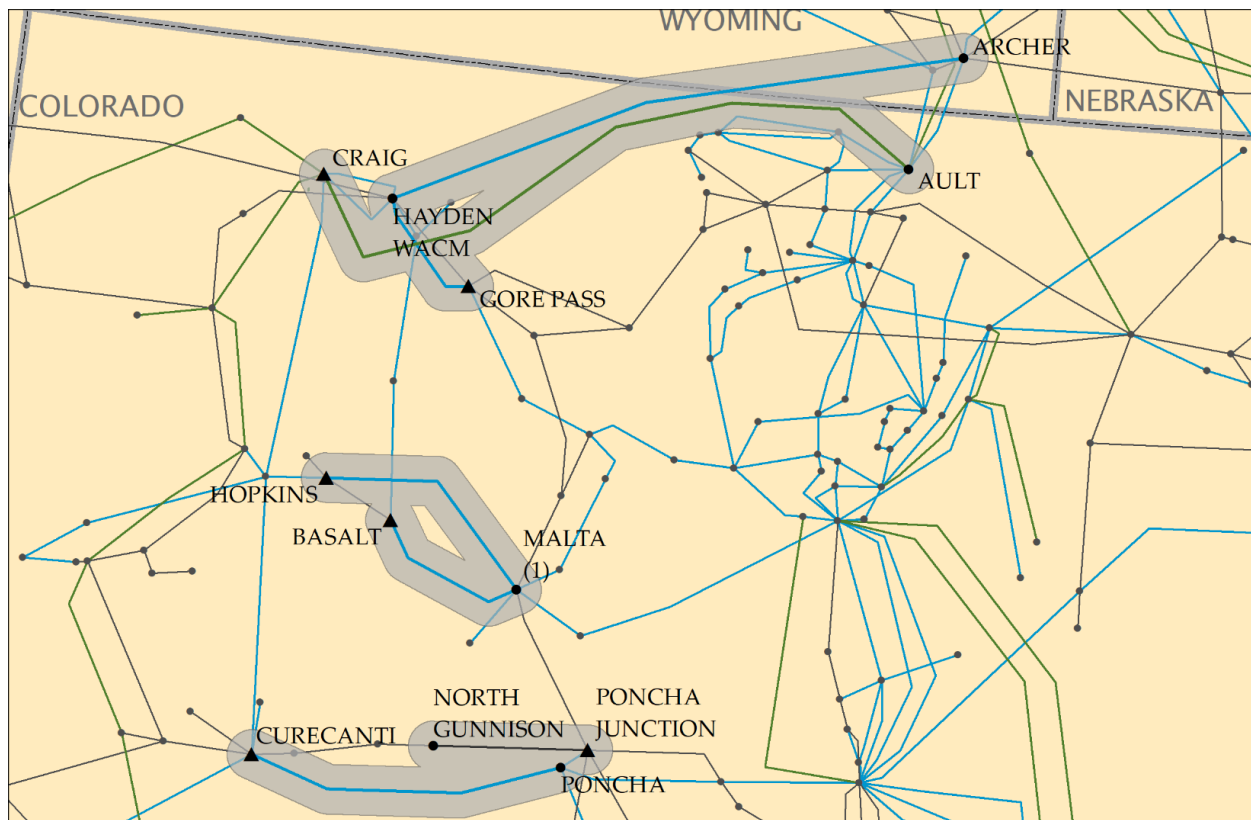 WYOMING
ARCHER
COLORADO
NEBRASKA
CRAIG
AULT
HAYDEN
WACM
GORE PASS
HOPKINS
BASALT
MALTA
(1)
NORTH
GUNNISON
PONCHA
JUNCTION
CURECANTI
PONCHA